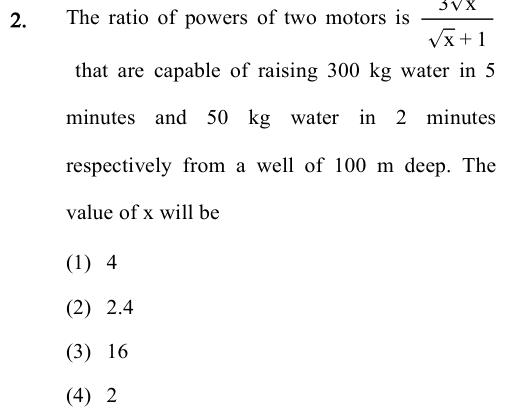 2. The ratio of powers of two motors is 3√x
√x + 1
that are capable of raising 300 kg water in 5
minutes and 50 kg water in 2 minutes
respectively from a well of 100 m deep. The
value of x will be
(1) 4
(2) 2.4
(3) 16
(4) 2